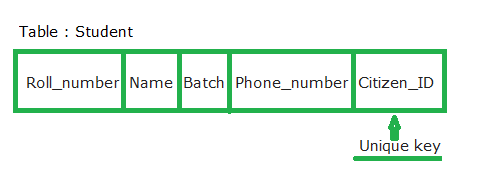 Table : Student
Roll_number Name Batch Phone_number Citizen_ID
Unique key